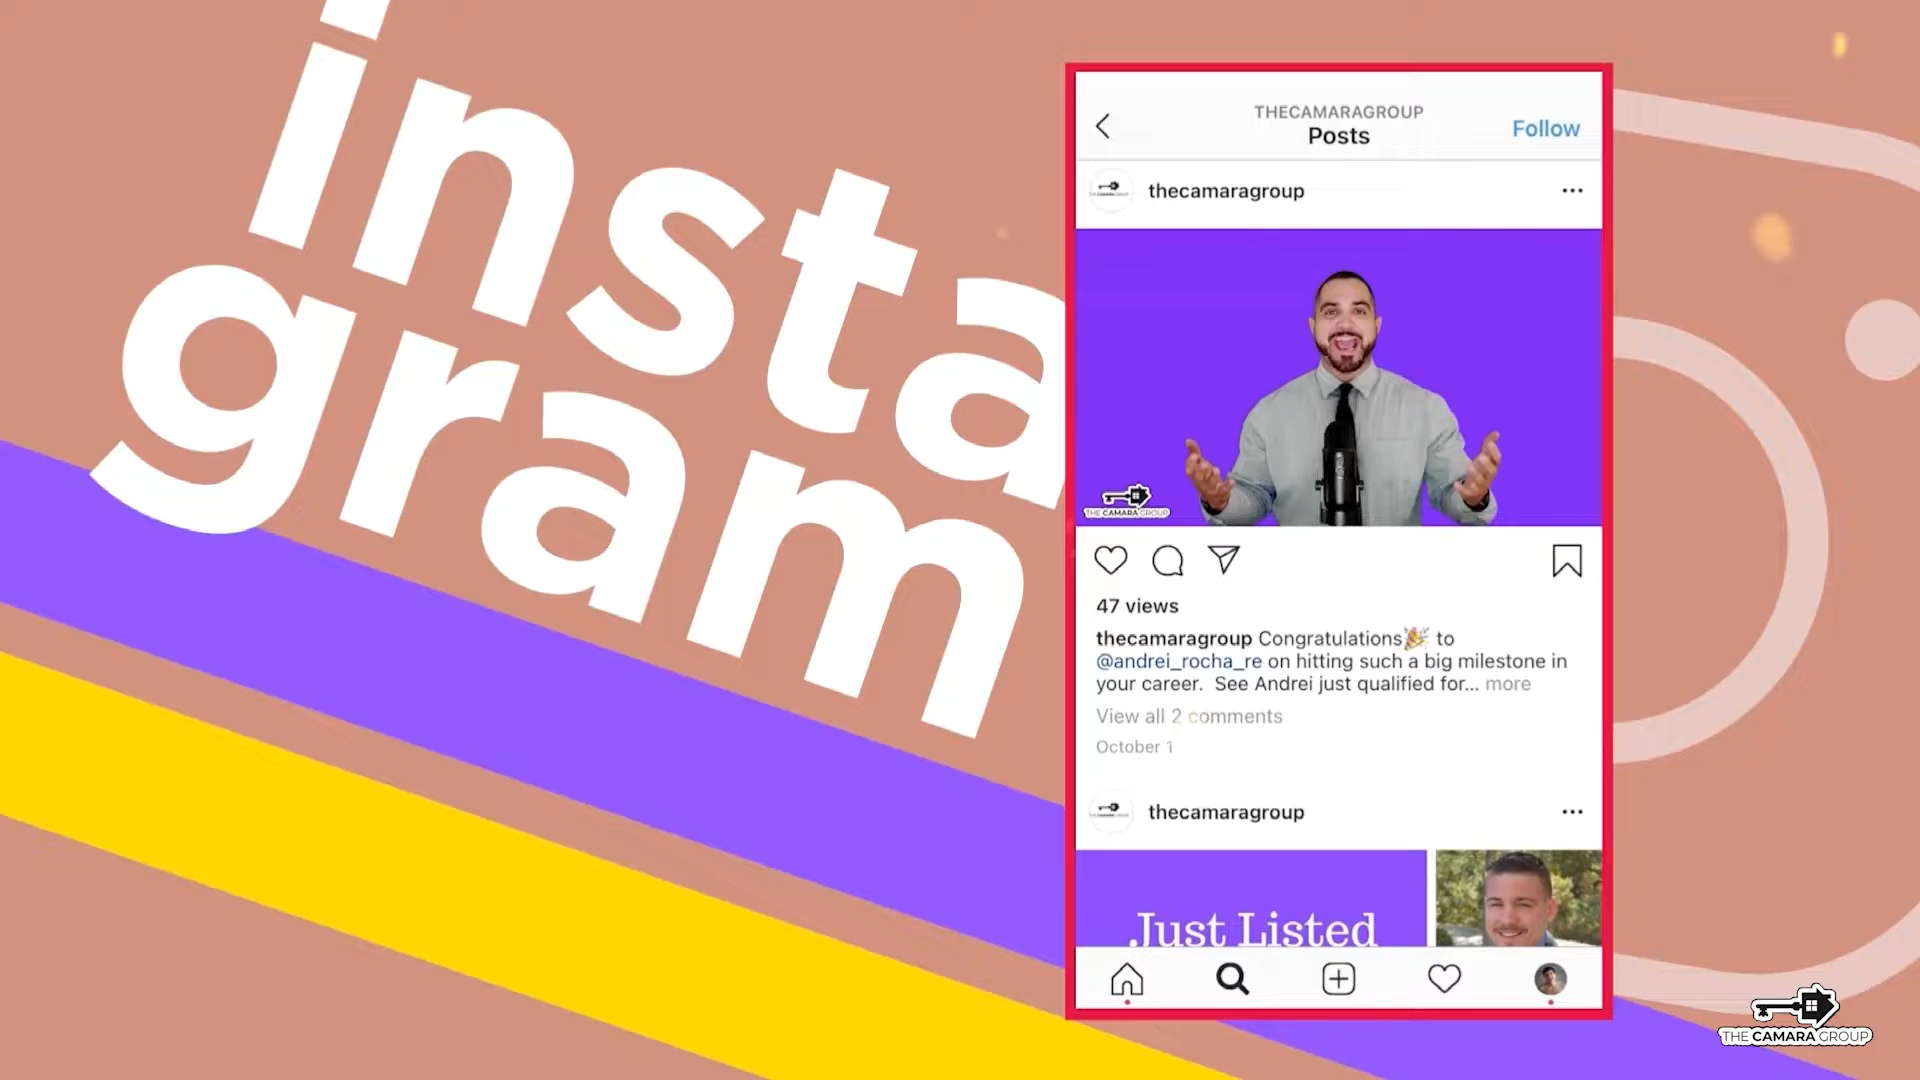 insta
gram
THECAMARAGROUP
Posts
Follow
thecamaragroup
THE CAMARA GROUP
47 views
thecamaragroup Congratulations🎉 to
@andrei_rocha_re on hitting such a big milestone in
your career.  See Andrei just qualified for... more
View all 2 comments
October 1
thecamaragroup
Just Listed
THE CAMARA GROUP